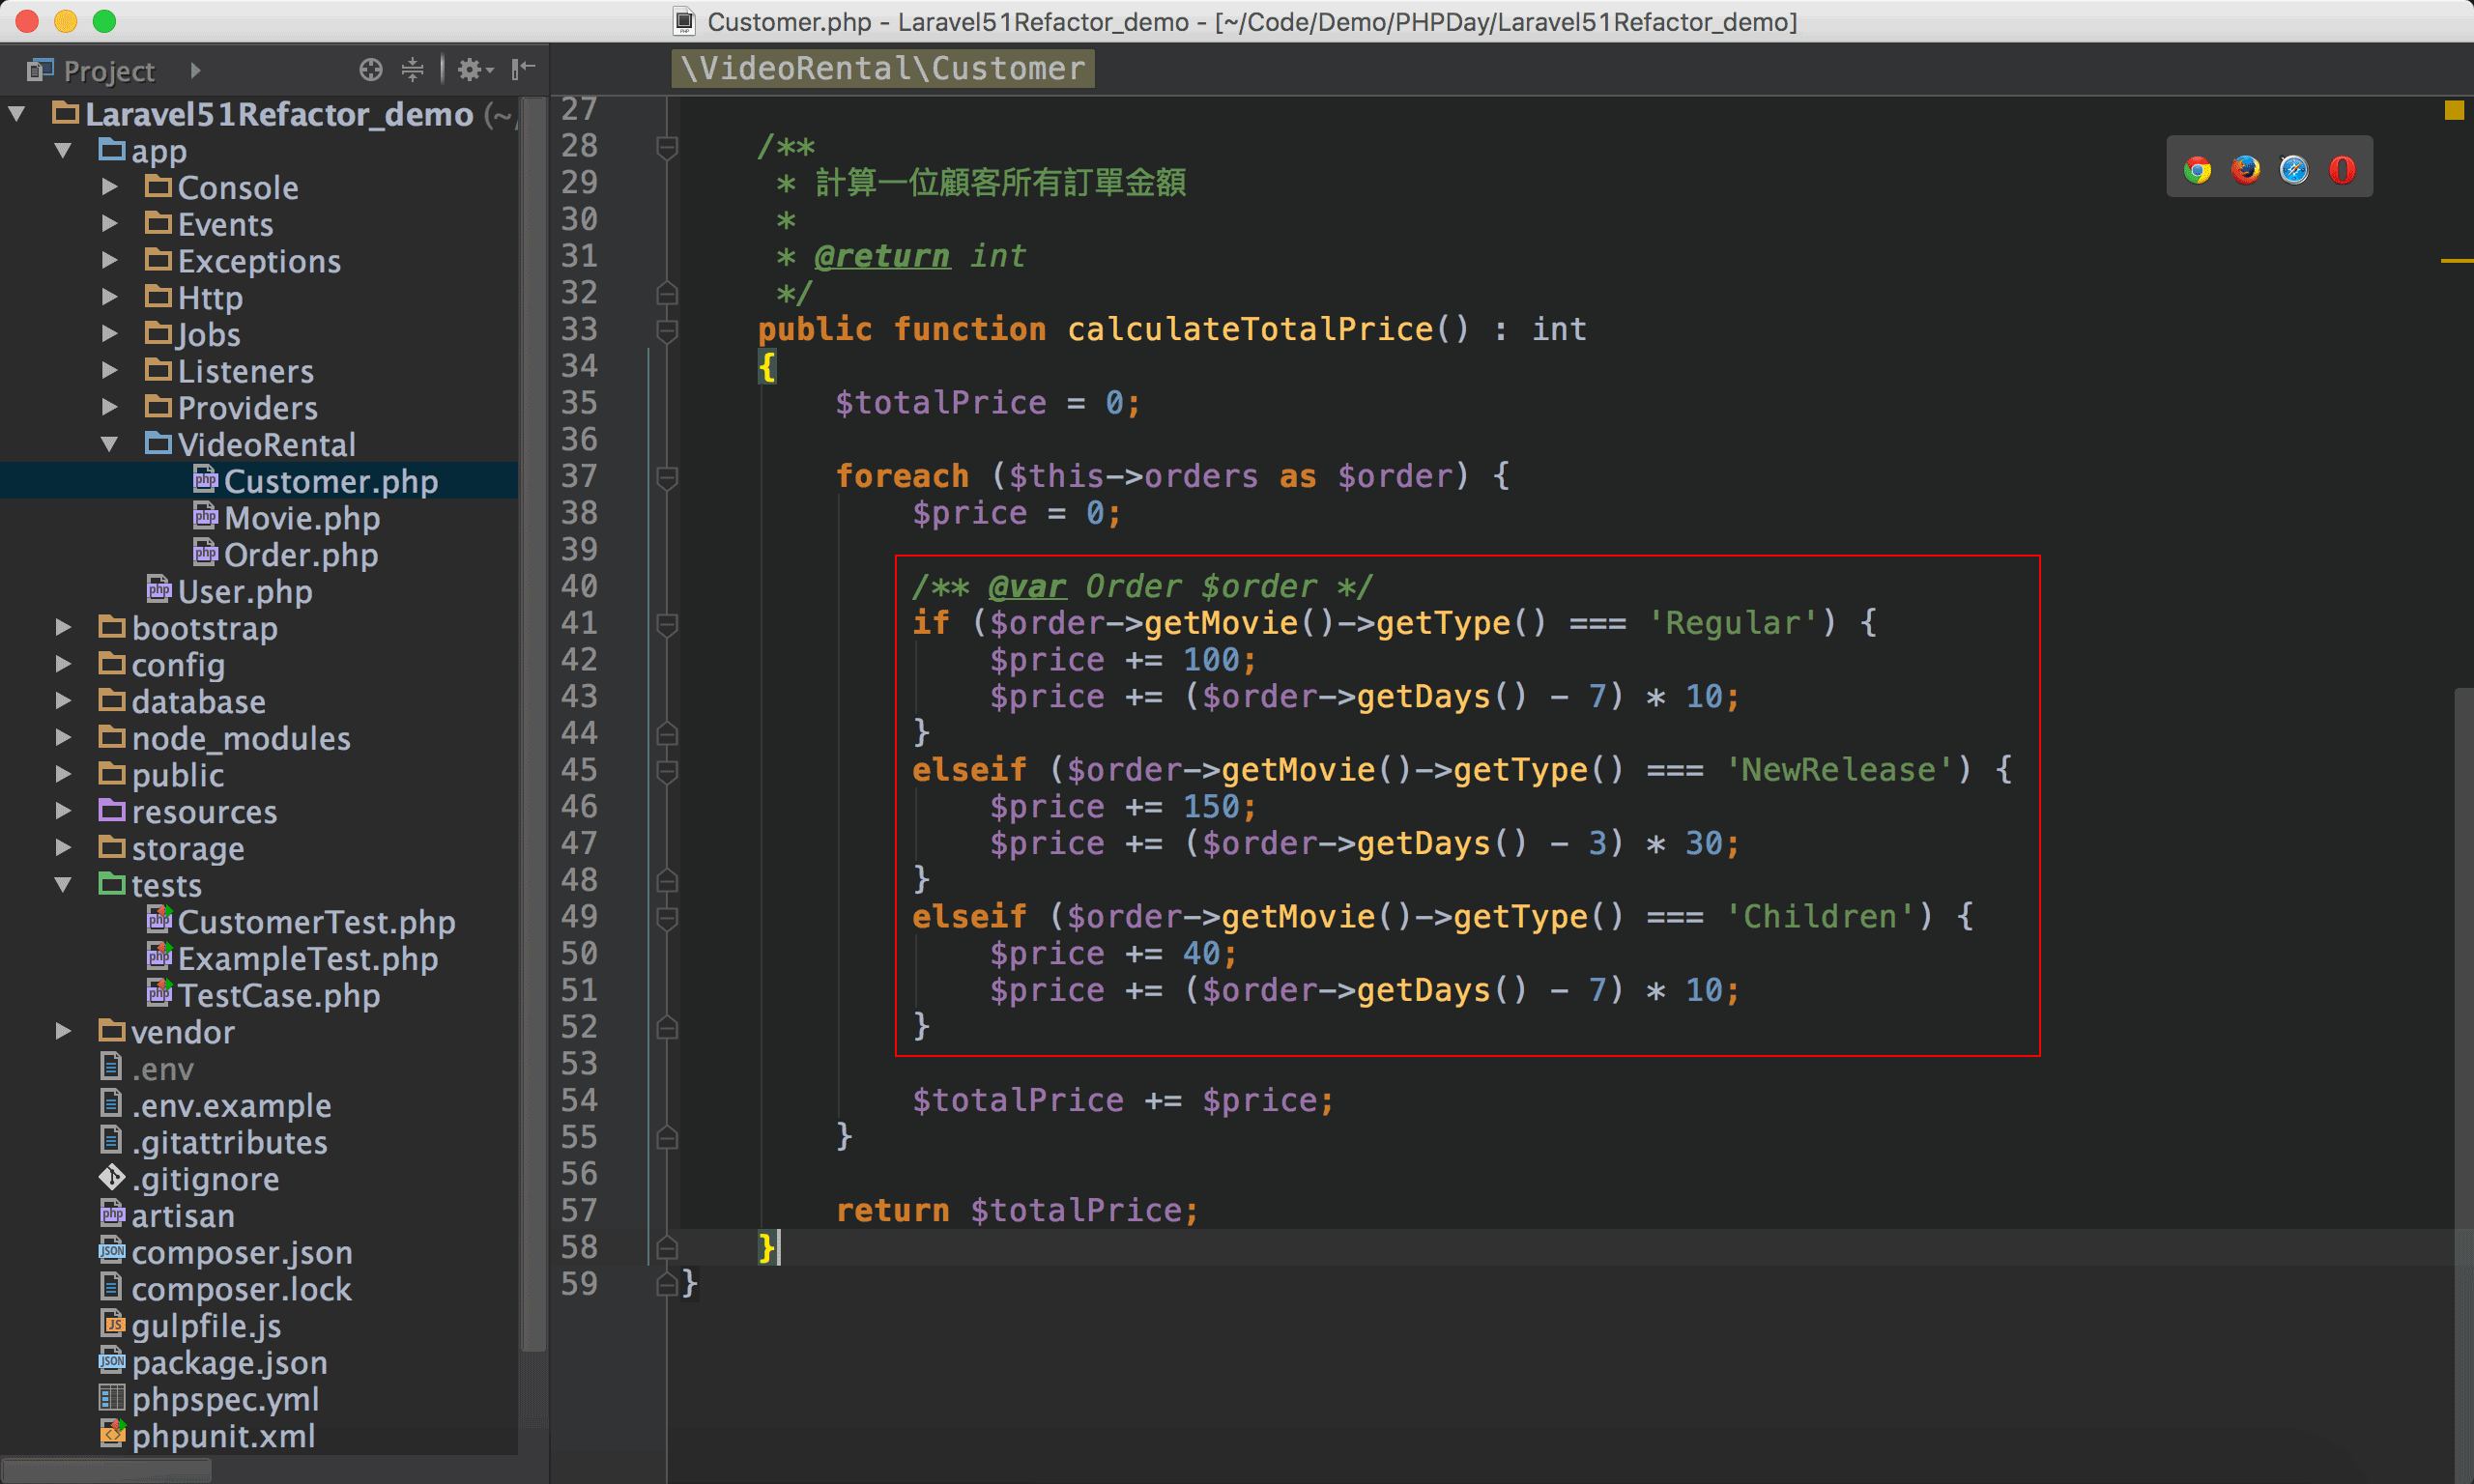 Customer.php - Laravel51Refactor_demo - [~/Code/Demo/PHPDay/Laravel51Refactor_demo]
Project
\VideoRental\Customer
Laravel51Refactor_demo (~
app
Console
Events
Exceptions
Http
Jobs
Listeners
Providers
VideoRental
Customer.php
Movie.php
Order.php
User.php
bootstrap
config
database
node_modules
public
resources
storage
tests
CustomerTest.php
ExampleTest.php
TestCase.php
vendor
.env
.env.example
.gitattributes
.gitignore
artisan
composer.json
composer.lock
gulpfile.js
package.json
phpspec.yml
phpunit.xml
27
28 /**
29 * 計算一位顧客所有訂單金額
30 *
31 * @return int
32 */
33 public function calculateTotalPrice() : int
34 {
35 $totalPrice = 0;
36
37 foreach ($this->orders as $order) {
38 $price = 0;
39
40 /** @var Order $order */
41 if ($order->getMovie()->getType() === 'Regular') {
42 $price += 100;
43 $price += ($order->getDays() - 7) * 10;
44 }
45 elseif ($order->getMovie()->getType() === 'NewRelease') {
46 $price += 150;
47 $price += ($order->getDays() - 3) * 30;
48 }
49 elseif ($order->getMovie()->getType() === 'Children') {
50 $price += 40;
51 $price += ($order->getDays() - 7) * 10;
52 }
53
54 $totalPrice += $price;
55 }
56
57 return $totalPrice;
58 }
59 }